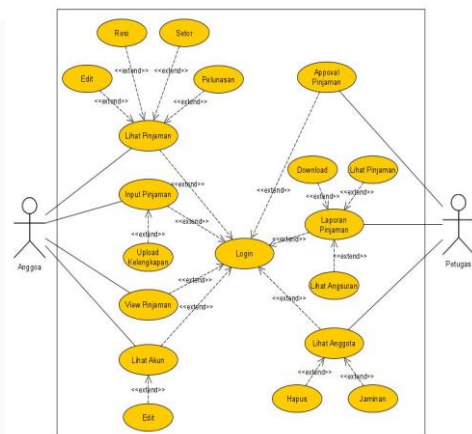 Resi
Setor
Edit
<<extend>>
<<extend>>
<<extend>>
<<extend>>
Pelunasan
Lihat Pinjaman
Appoval
Pinjaman
<<extend>>
<<extend>>
Download
Lihat Pinjaman
<<extend>>
<<extend>>
Input Pinjaman
<<extend>>
<<extend>>
Laporan
Pinjaman
<<extend>>
Upload
Kelengkapan
Login
<<extend>>
Anggoa
Petugas
Lihat Angsuran
<<extend>>
View Pinjaman
<<extend>>
<<extend>>
Lihat Akun
Lihat Anggota
<<extend>>
<<extend>>
<<extend>>
Edit
Hapus
Jaminan